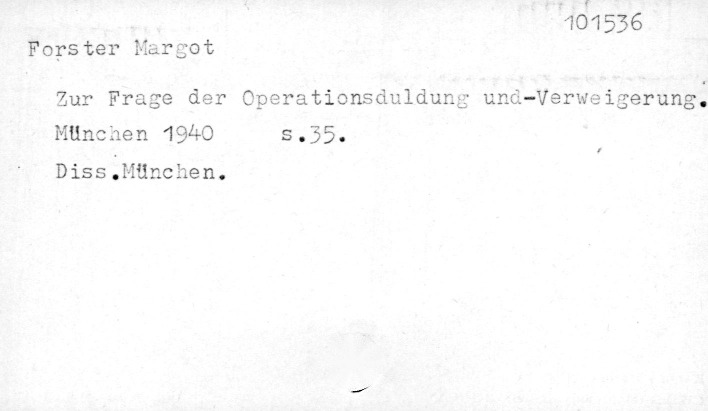 101536
Forster Margot
Zur Frage der Operationsduldung und-Verweigerung.
München 1940 s.35.
Diss.München.